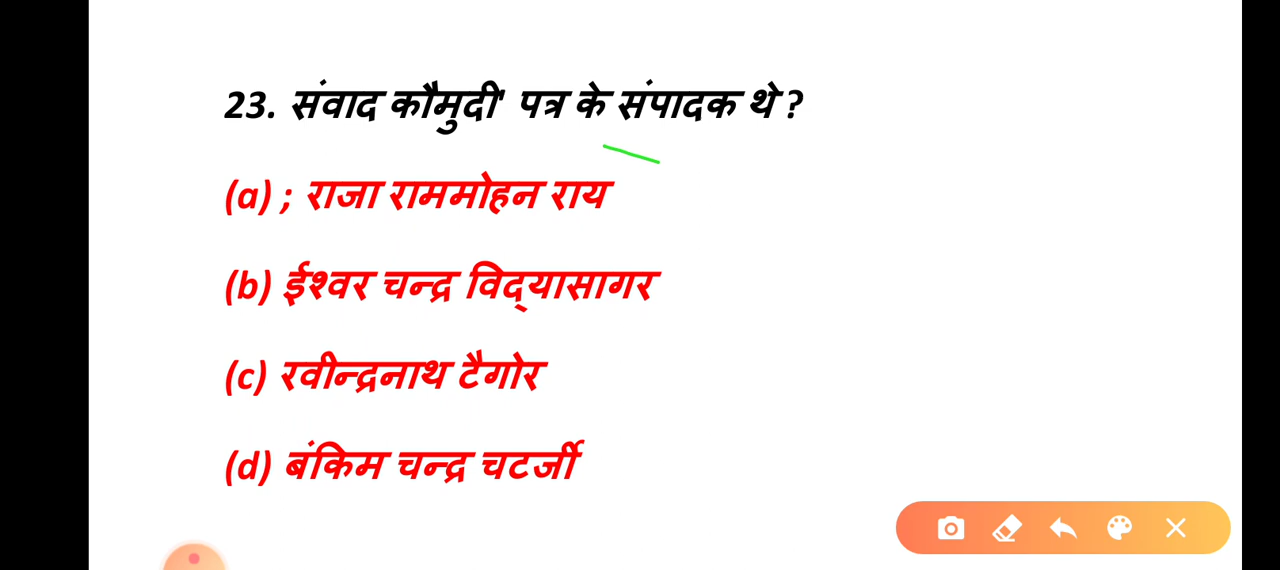 23. संवाद कौमुदी' पत्र के संपादक थे ?
(a) ; राजा राममोहन राय
(b) ईश्वर चन्द्र विद्यासागर
(c) रवीन्द्रनाथ टैगोर
(d) बंकिम चन्द्र चटर्जी